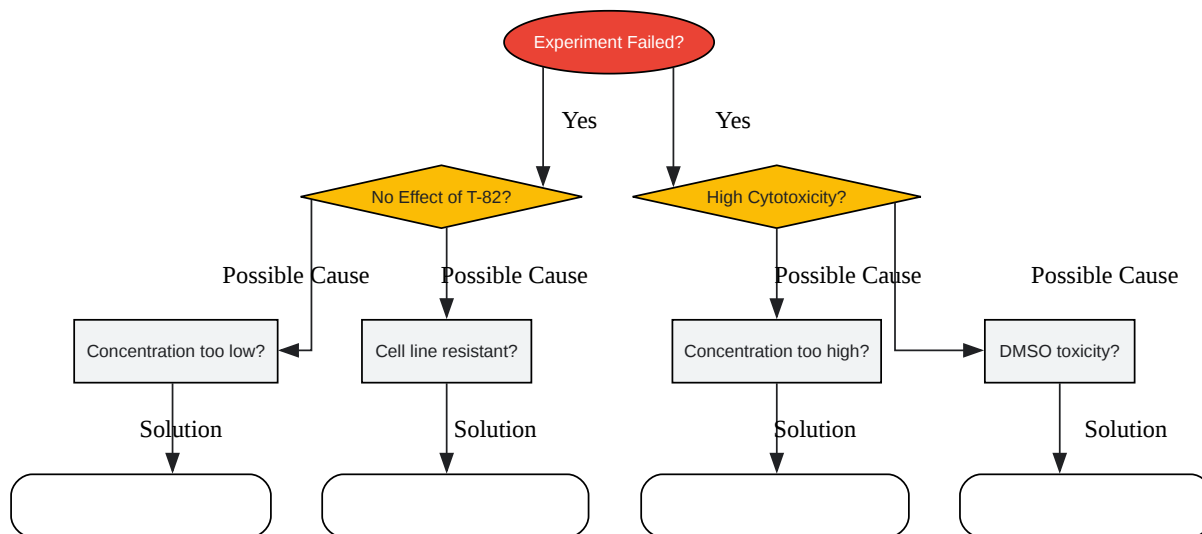 Experiment Failed?
Yes
Yes
No Effect of T-82?
High Cytotoxicity?
Possible Cause
Possible Cause
Possible Cause
Possible Cause
Concentration too low?
Cell line resistant?
Concentration too high?
DMSO toxicity?
Solution
Solution
Solution
Solution